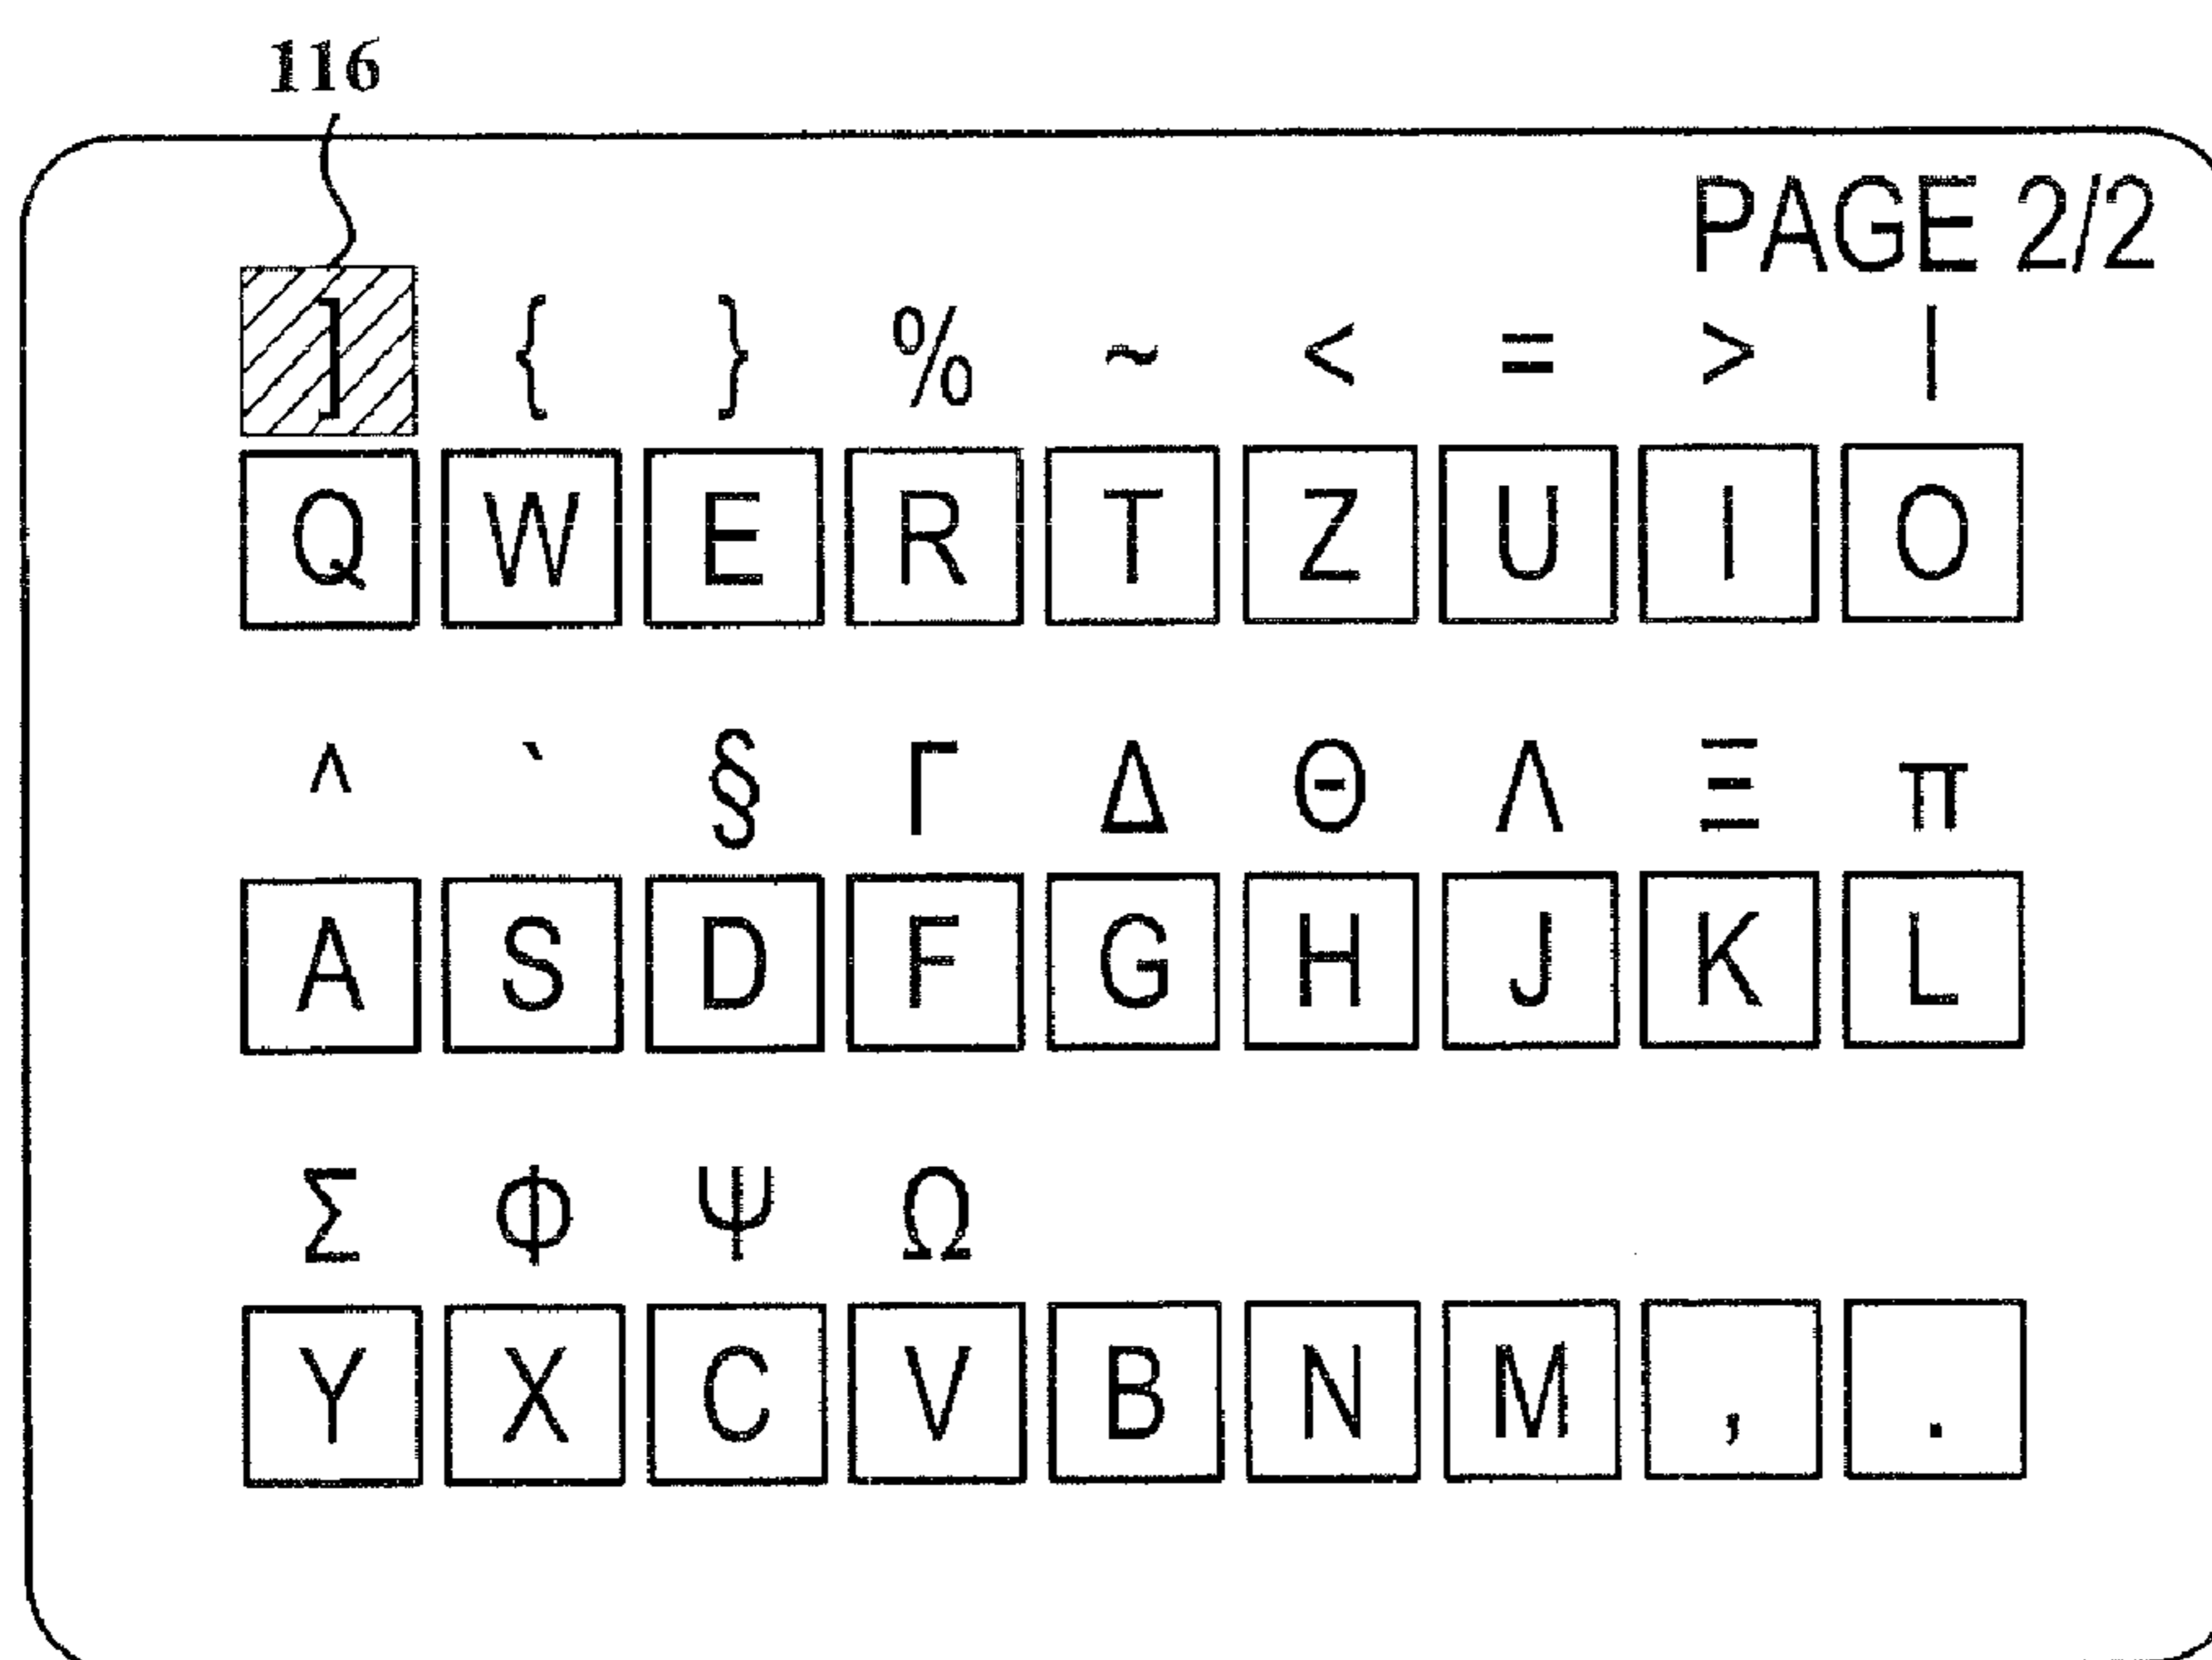 116
PAGE 2/2
] { } % ~ < = > |
Q W E R T Z U I O
^ ` § Γ Δ Θ Λ Ξ π
A S D F G H J K L
Σ Φ Ψ Ω
Y X C V B N M , .